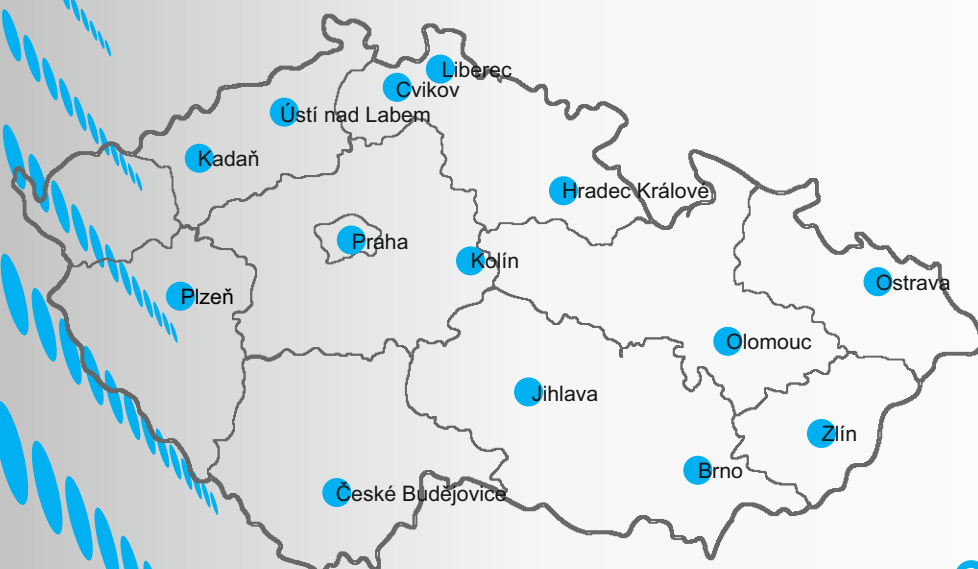 Liberec
Cvikov
Ústí nad Labem
Kadaň
Hradec Králové
Praha
Kolín
Ostrava
Plzeň
Olomouc
Jihlava
Zlín
Brno
České Budějovice